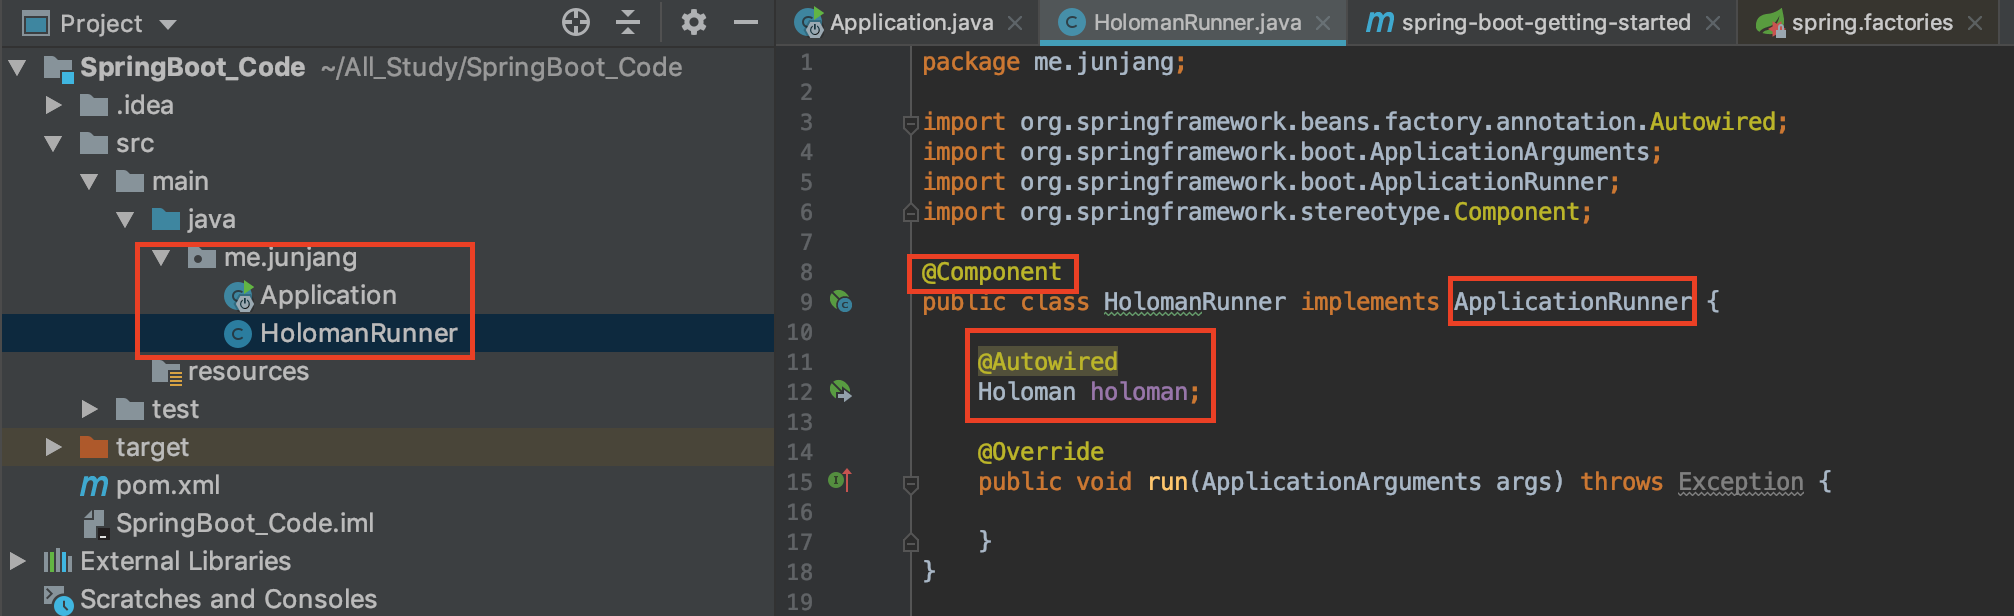 Project
SpringBoot_Code ~/All_Study/SpringBoot_Code
.idea
src
main
java
me.junjang
Application
HolomanRunner
resources
test
target
pom.xml
SpringBoot_Code.iml
External Libraries
Scratches and Consoles
Application.java HolomanRunner.java spring-boot-getting-started spring.factories
1 package me.junjang;
2
3 import org.springframework.beans.factory.annotation.Autowired;
4 import org.springframework.boot.ApplicationArguments;
5 import org.springframework.boot.ApplicationRunner;
6 import org.springframework.stereotype.Component;
7
8 @Component
9 public class HolomanRunner implements ApplicationRunner {
10
11 @Autowired
12 Holoman holoman;
13
14 @Override
15 public void run(ApplicationArguments args) throws Exception {
16
17 }
18 }
19